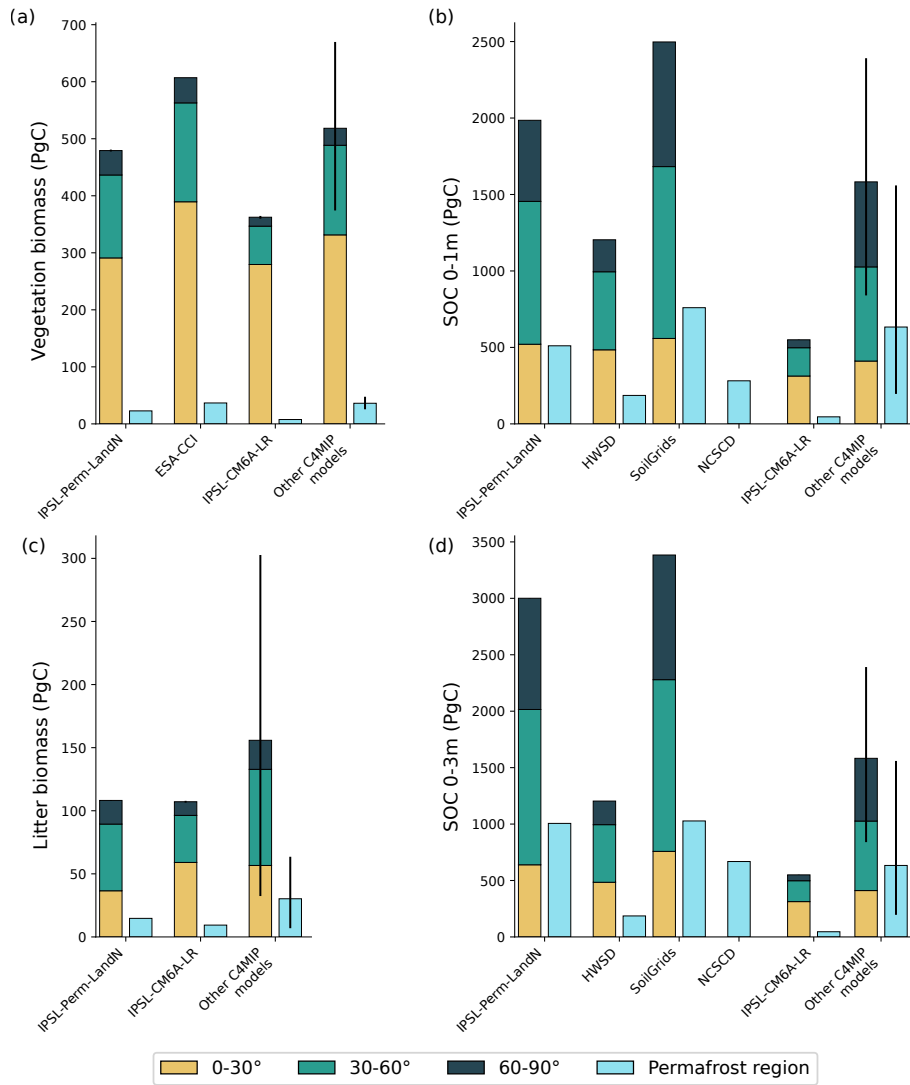 (a)
Vegetation biomass (PgC)
700
600
500
400
300
200
100
0
IPSL-Perm-LandN
ESA-CCI
IPSL-CM6A-LR
Other C4MIP
models
(b)
SOC 0-1m (PgC)
2500
2000
1500
1000
500
0
IPSL-Perm-LandN
HWSD
SoilGrids
NCSCD
IPSL-CM6A-LR
Other C4MIP
models
(c)
Litter biomass (PgC)
300
250
200
150
100
50
0
IPSL-Perm-LandN
IPSL-CM6A-LR
Other C4MIP
models
(d)
SOC 0-3m (PgC)
3500
3000
2500
2000
1500
1000
500
0
IPSL-Perm-LandN
HWSD
SoilGrids
NCSCD
IPSL-CM6A-LR
Other C4MIP
models
0-30°
30-60°
60-90°
Permafrost region